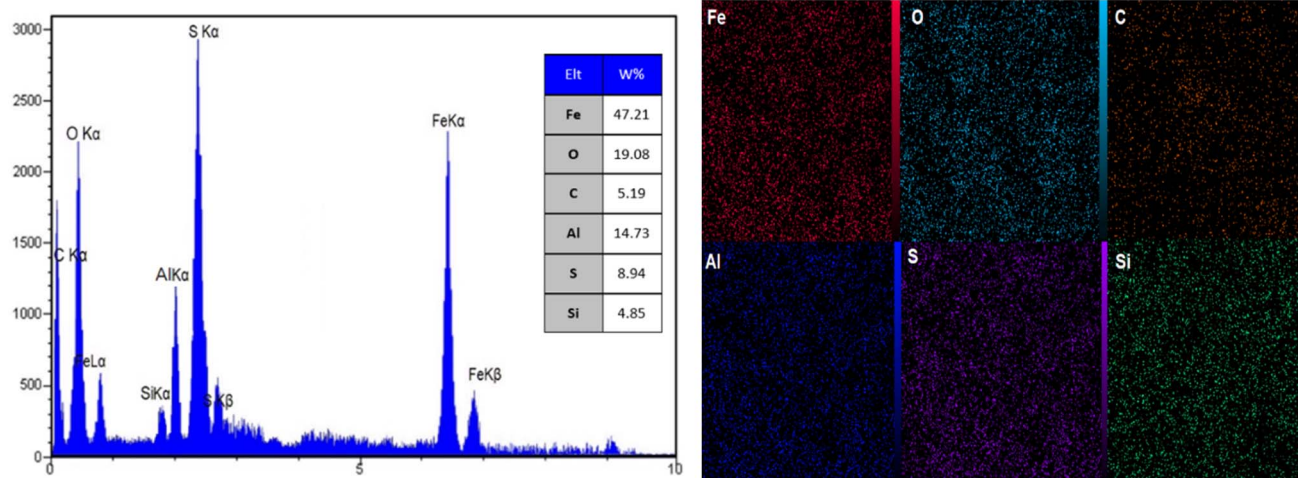 3000
2500
2000
1500
1000
500
0
0
5
10
S Kα
O Kα
FeKα
C Kα
AlKα
FeLα
SiKα
S Kβ
FeKβ
Elt W%
Fe 47.21
O 19.08
C 5.19
Al 14.73
S 8.94
Si 4.85
Fe
O
C
Al
S
Si